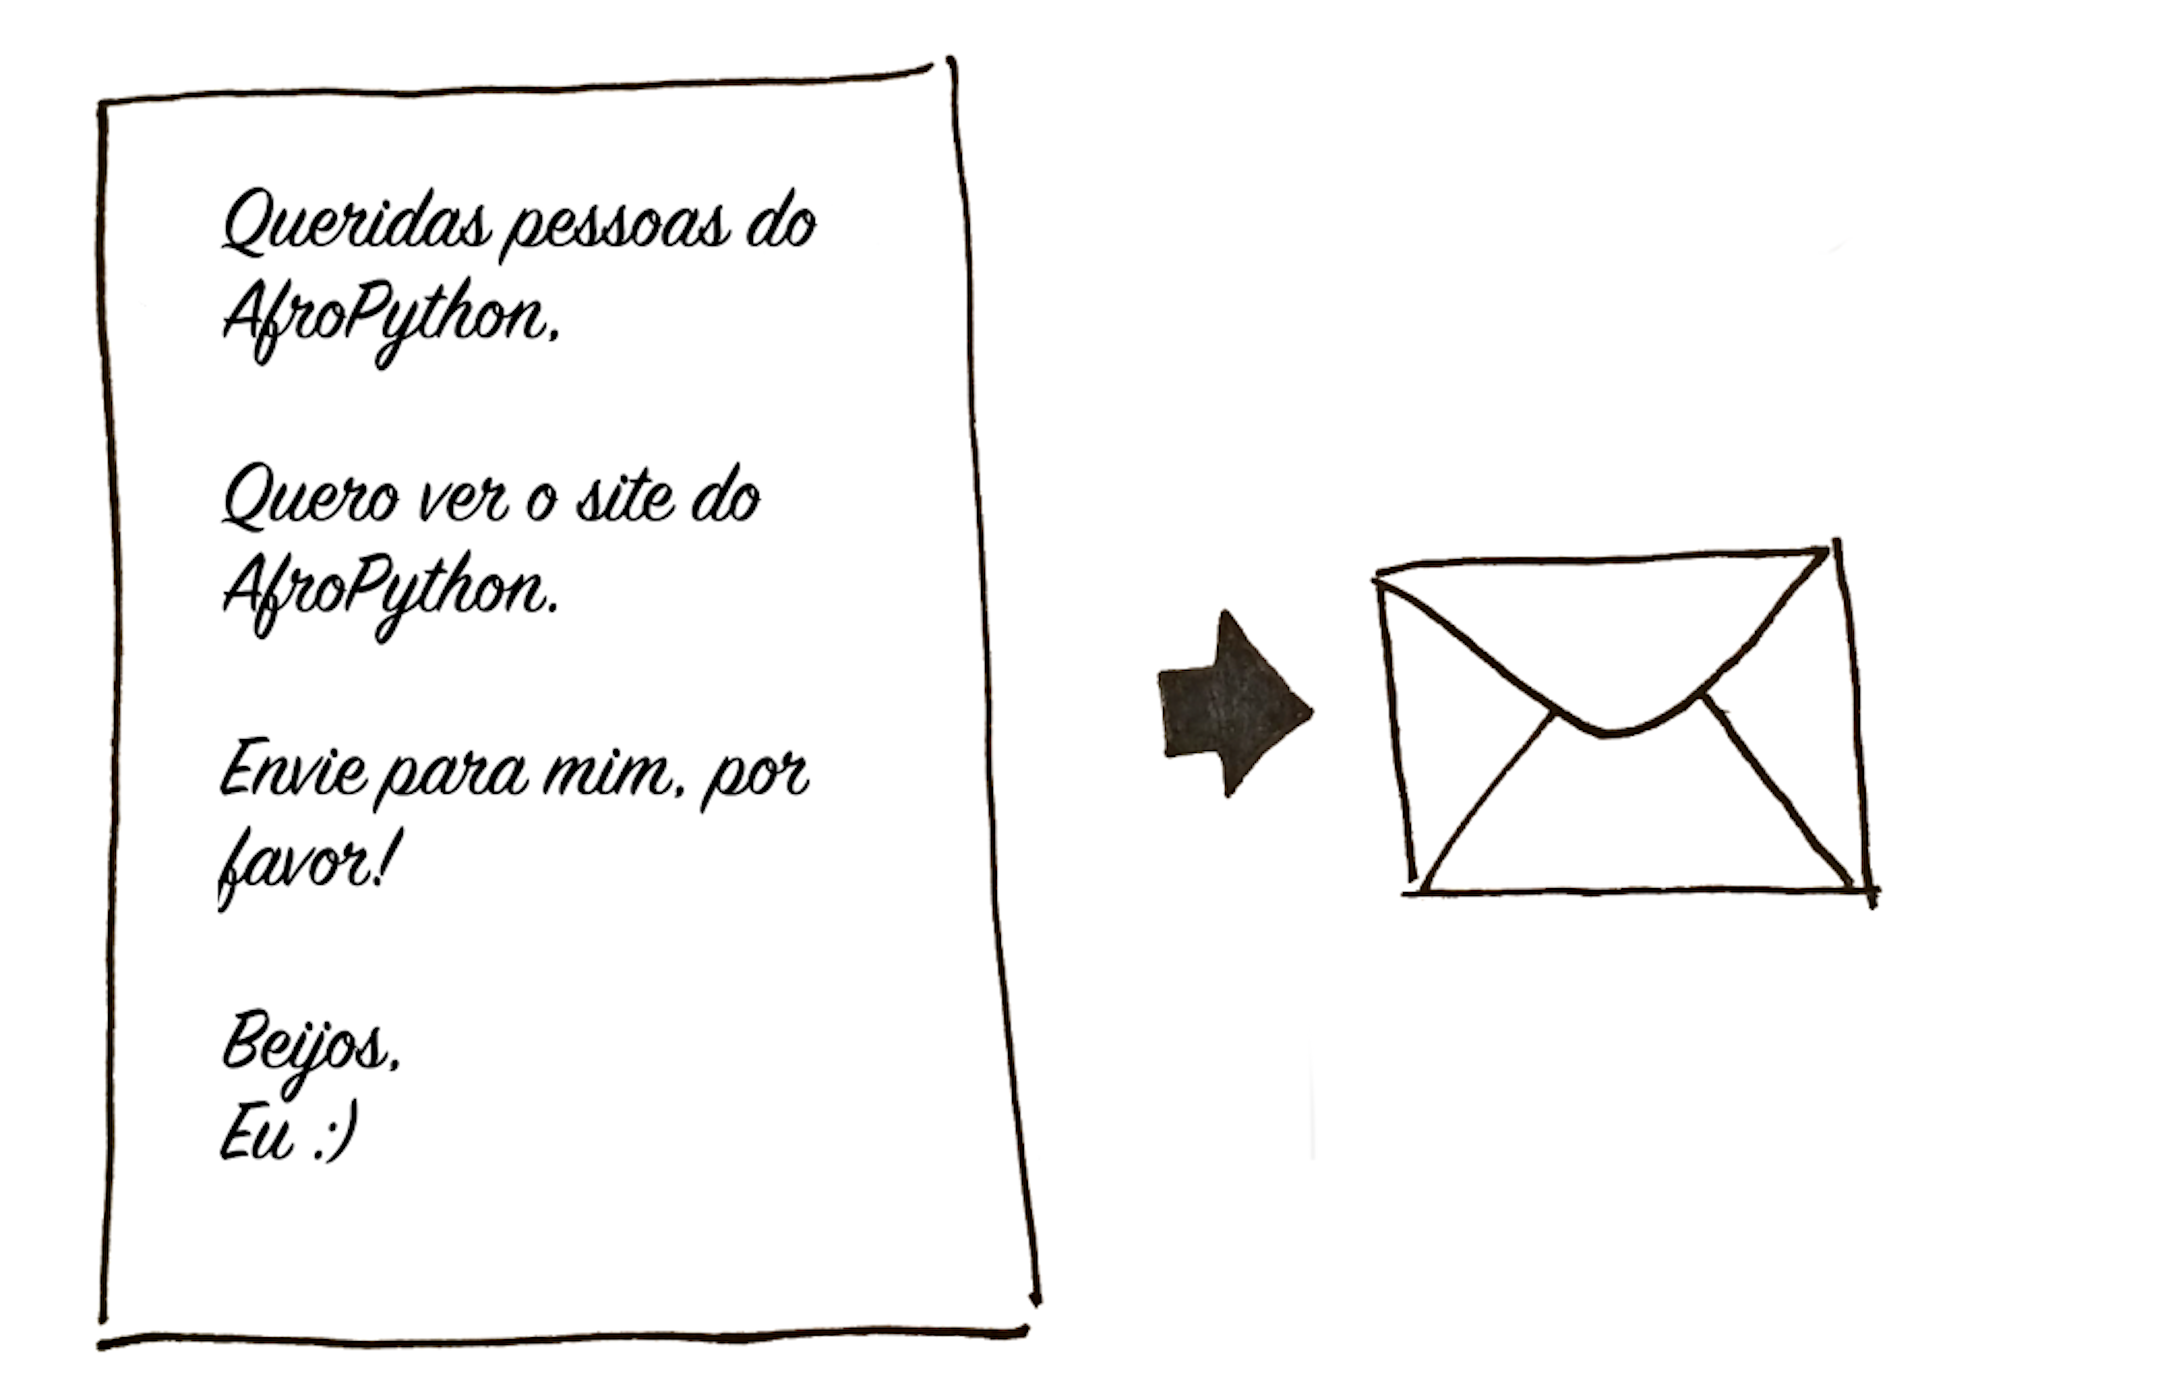 Queridas pessoas do
AfroPython,
Quero ver o site do
AfroPython.
Envie para mim, por
favor!
Beijos,
Eu :)